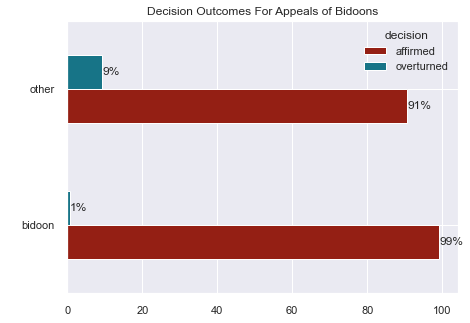 Decision Outcomes For Appeals of Bidoons
decision
affirmed
overturned
other
9%
91%
bidoon
1%
99%
0 20 40 60 80 100